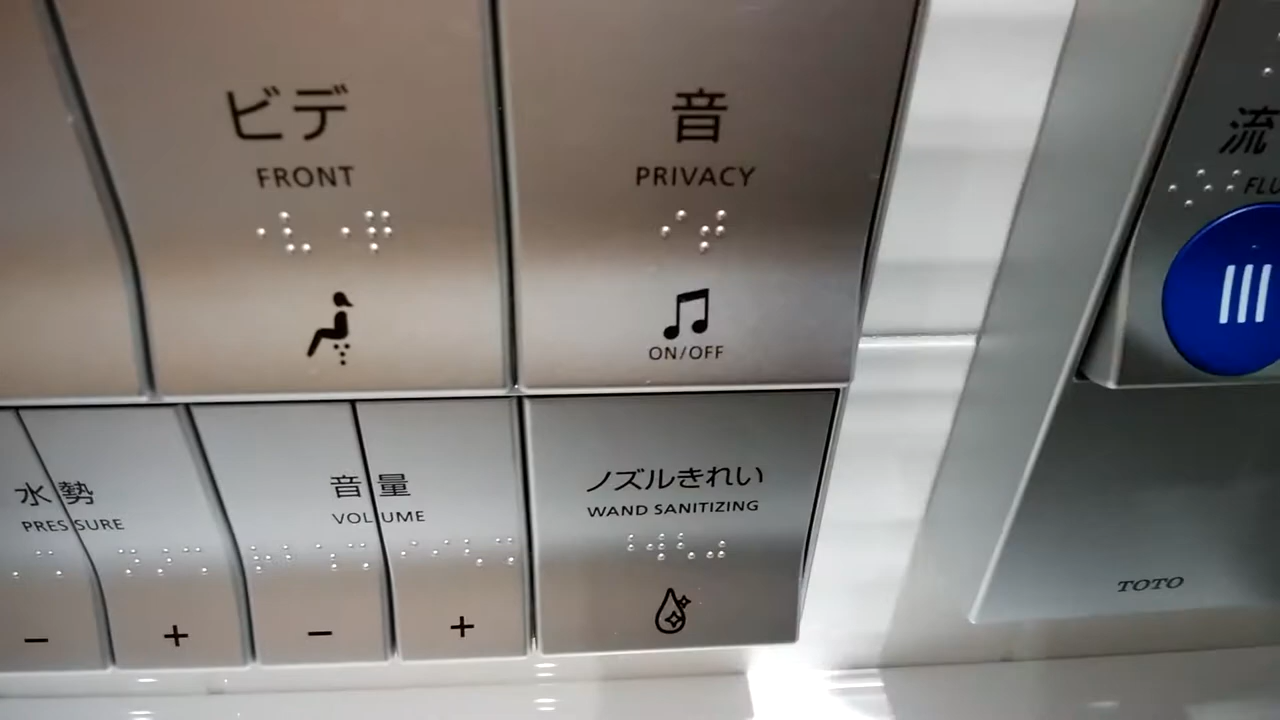 ビデ
FRONT
音
PRIVACY
ON/OFF
流
FLU
水勢
PRESSURE
− +
音量
VOLUME
− +
ノズルきれい
WAND SANITIZING
TOTO